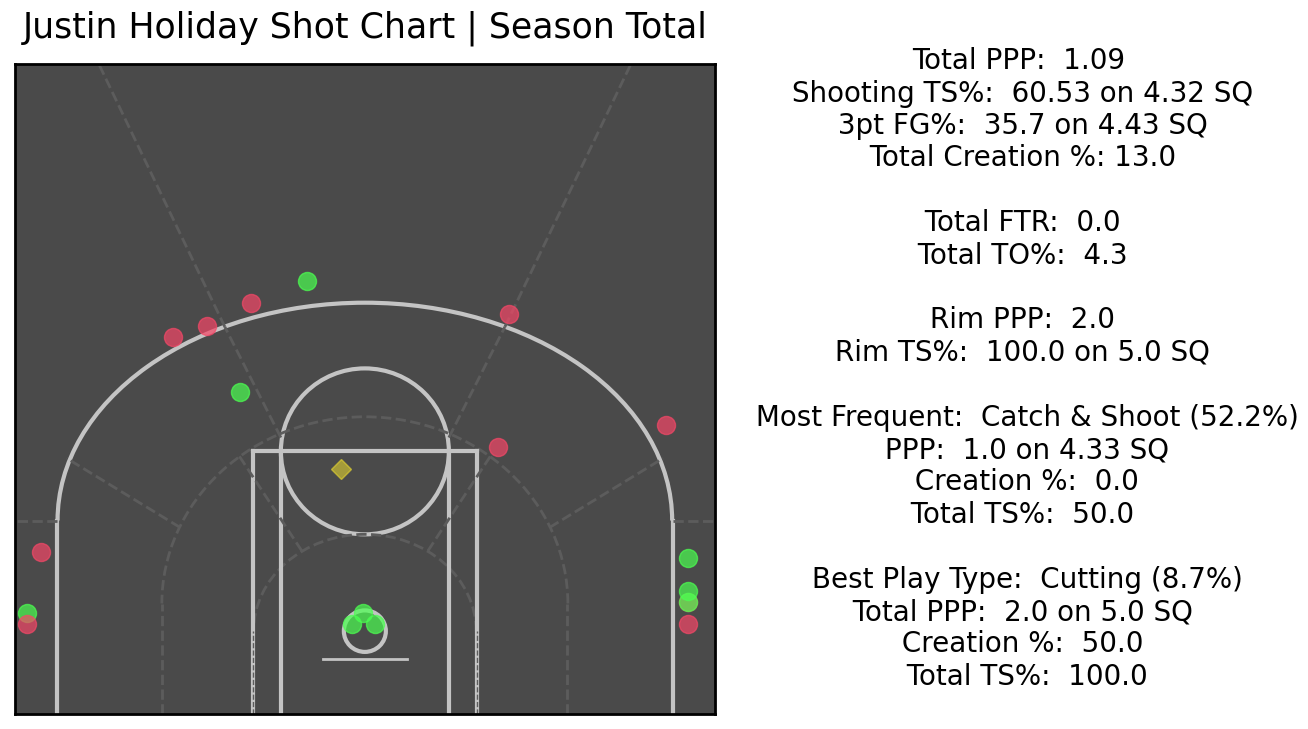 Justin Holiday Shot Chart | Season Total
Total PPP:  1.09
Shooting TS%:  60.53 on 4.32 SQ
3pt FG%:  35.7 on 4.43 SQ
Total Creation %: 13.0
Total FTR:  0.0
Total TO%:  4.3
Rim PPP:  2.0
Rim TS%:  100.0 on 5.0 SQ
Most Frequent:  Catch & Shoot (52.2%)
PPP:  1.0 on 4.33 SQ
Creation %:  0.0
Total TS%:  50.0
Best Play Type:  Cutting (8.7%)
Total PPP:  2.0 on 5.0 SQ
Creation %:  50.0
Total TS%:  100.0